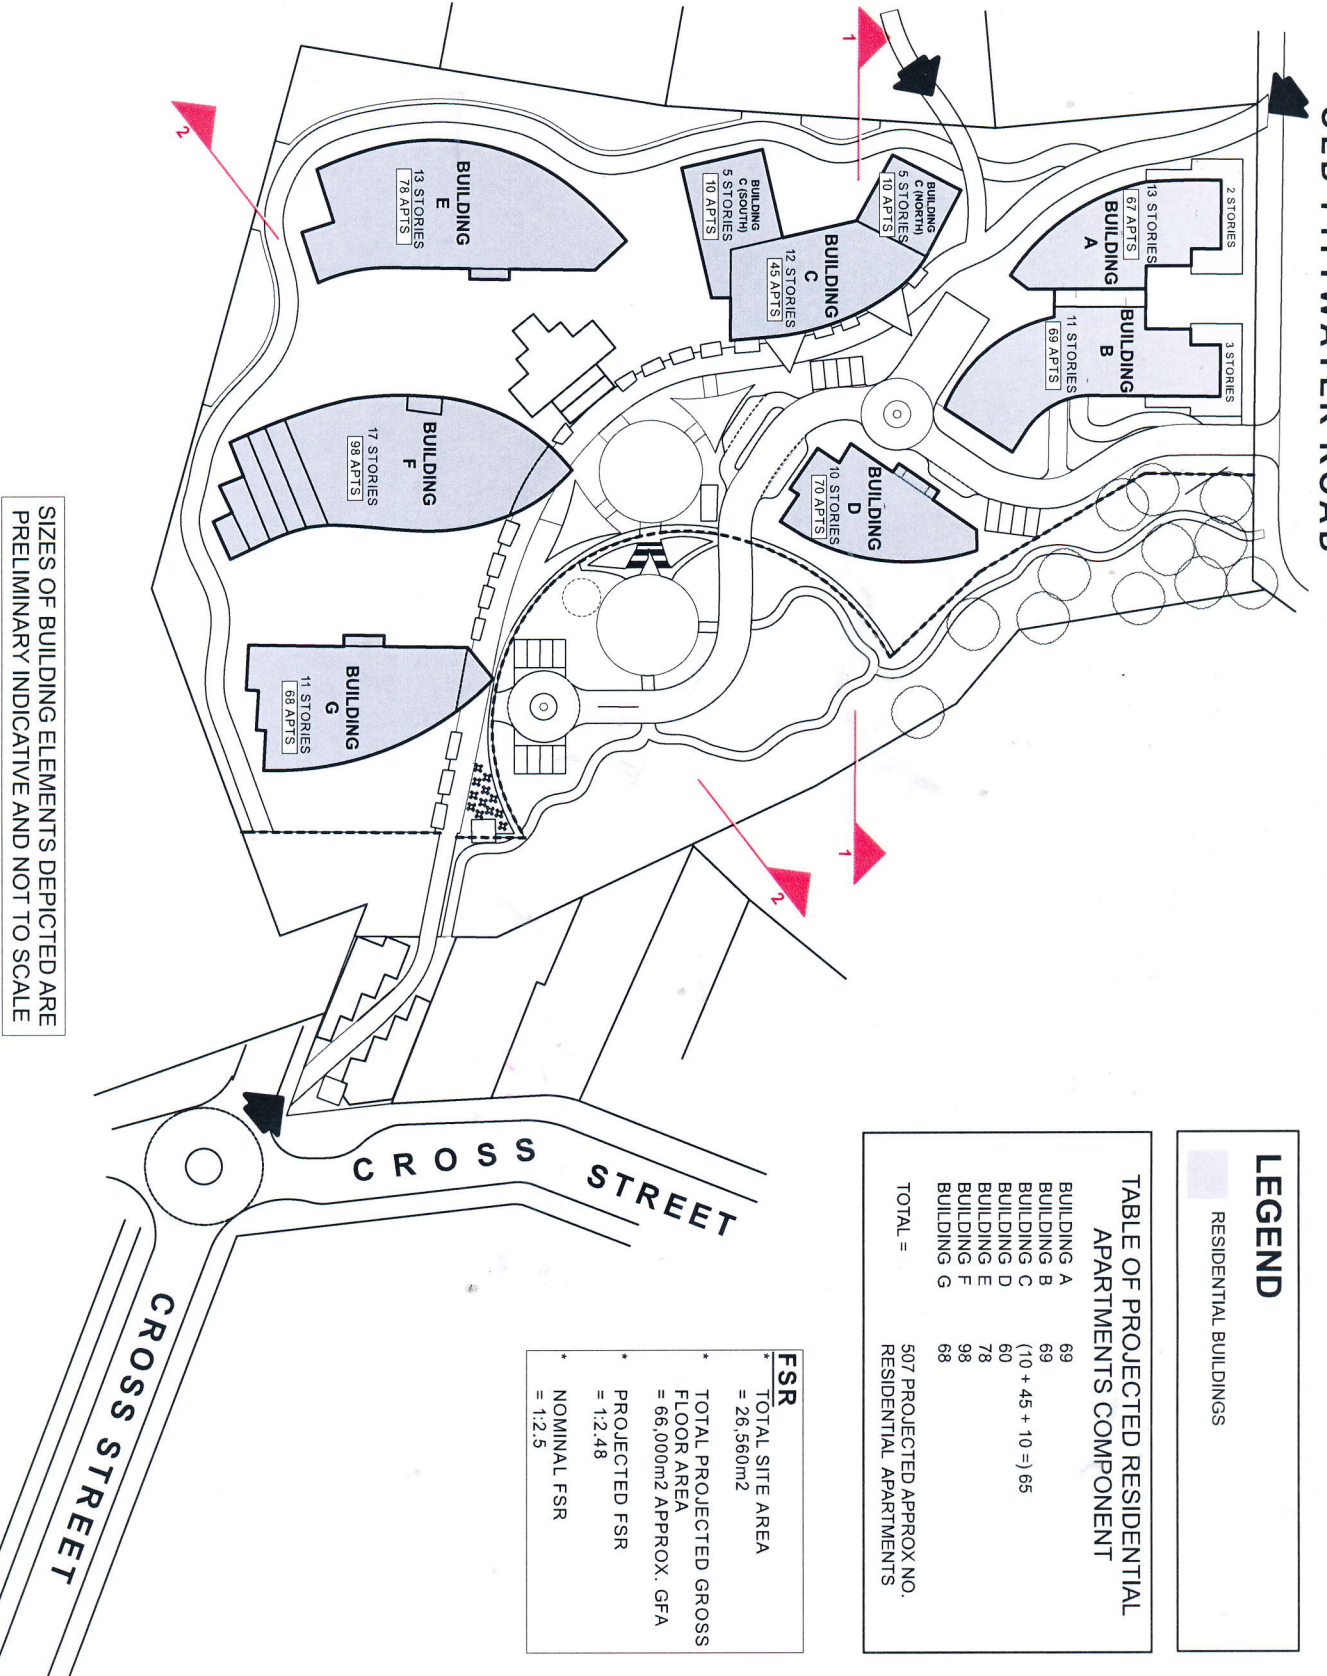 OLD PITTWATER ROAD
2 STORIES
3 STORIES
13 STORIES
67 APTS
BUILDING
A
BUILDING
B
11 STORIES
69 APTS
BUILDING
C (NORTH)
5 STORIES
10 APTS
BUILDING
C
12 STORIES
45 APTS
BUILDING
C (SOUTH)
5 STORIES
10 APTS
BUILDING
D
10 STORIES
70 APTS
BUILDING
E
13 STORIES
78 APTS
BUILDING
F
17 STORIES
98 APTS
BUILDING
G
11 STORIES
68 APTS
1
1
2
2
CROSS STREET
CROSS STREET
LEGEND
RESIDENTIAL BUILDINGS
TABLE OF PROJECTED RESIDENTIAL
APARTMENTS COMPONENT
BUILDING A 69
BUILDING B 69
BUILDING C (10 + 45 + 10 =) 65
BUILDING D 60
BUILDING E 78
BUILDING F 98
BUILDING G 68
TOTAL = 507 PROJECTED APPROX NO.
RESIDENTIAL APARTMENTS
FSR
* TOTAL SITE AREA
= 26,560m2
* TOTAL PROJECTED GROSS
FLOOR AREA
= 66,000m2 APPROX. GFA
* PROJECTED FSR
= 1:2.48
* NOMINAL FSR
= 1:2.5
SIZES OF BUILDING ELEMENTS DEPICTED ARE
PRELIMINARY INDICATIVE AND NOT TO SCALE